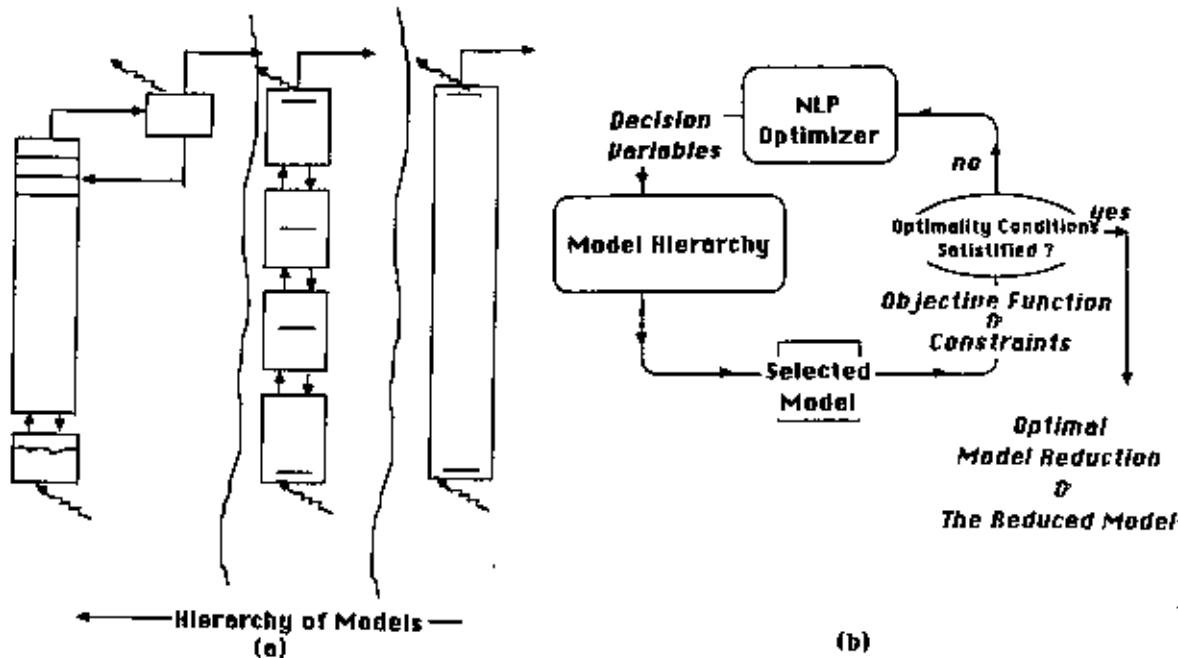 Hierarchy of Models
(a)
NLP
Optimizer
Decision
Variables
Model Hierarchy
no
yes
Optimality Conditions
Satistified ?
Objective Function
&
Constraints
Selected
Model
Optimal
Model Reduction
&
The Reduced Model
(b)